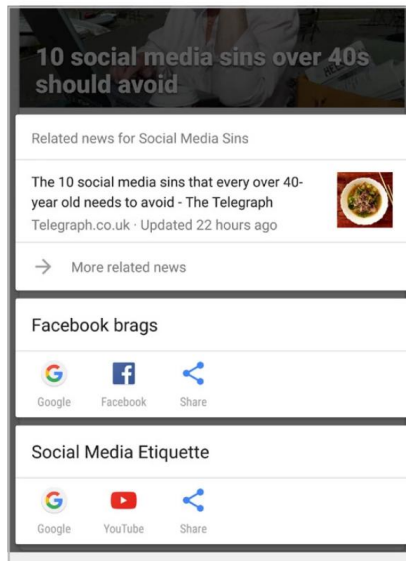 10 social media sins over 40s
should avoid
Related news for Social Media Sins
The 10 social media sins that every over 40-
year old needs to avoid - The Telegraph
Telegraph.co.uk · Updated 22 hours ago
More related news
Facebook brags
Google Facebook Share
Social Media Etiquette
Google YouTube Share